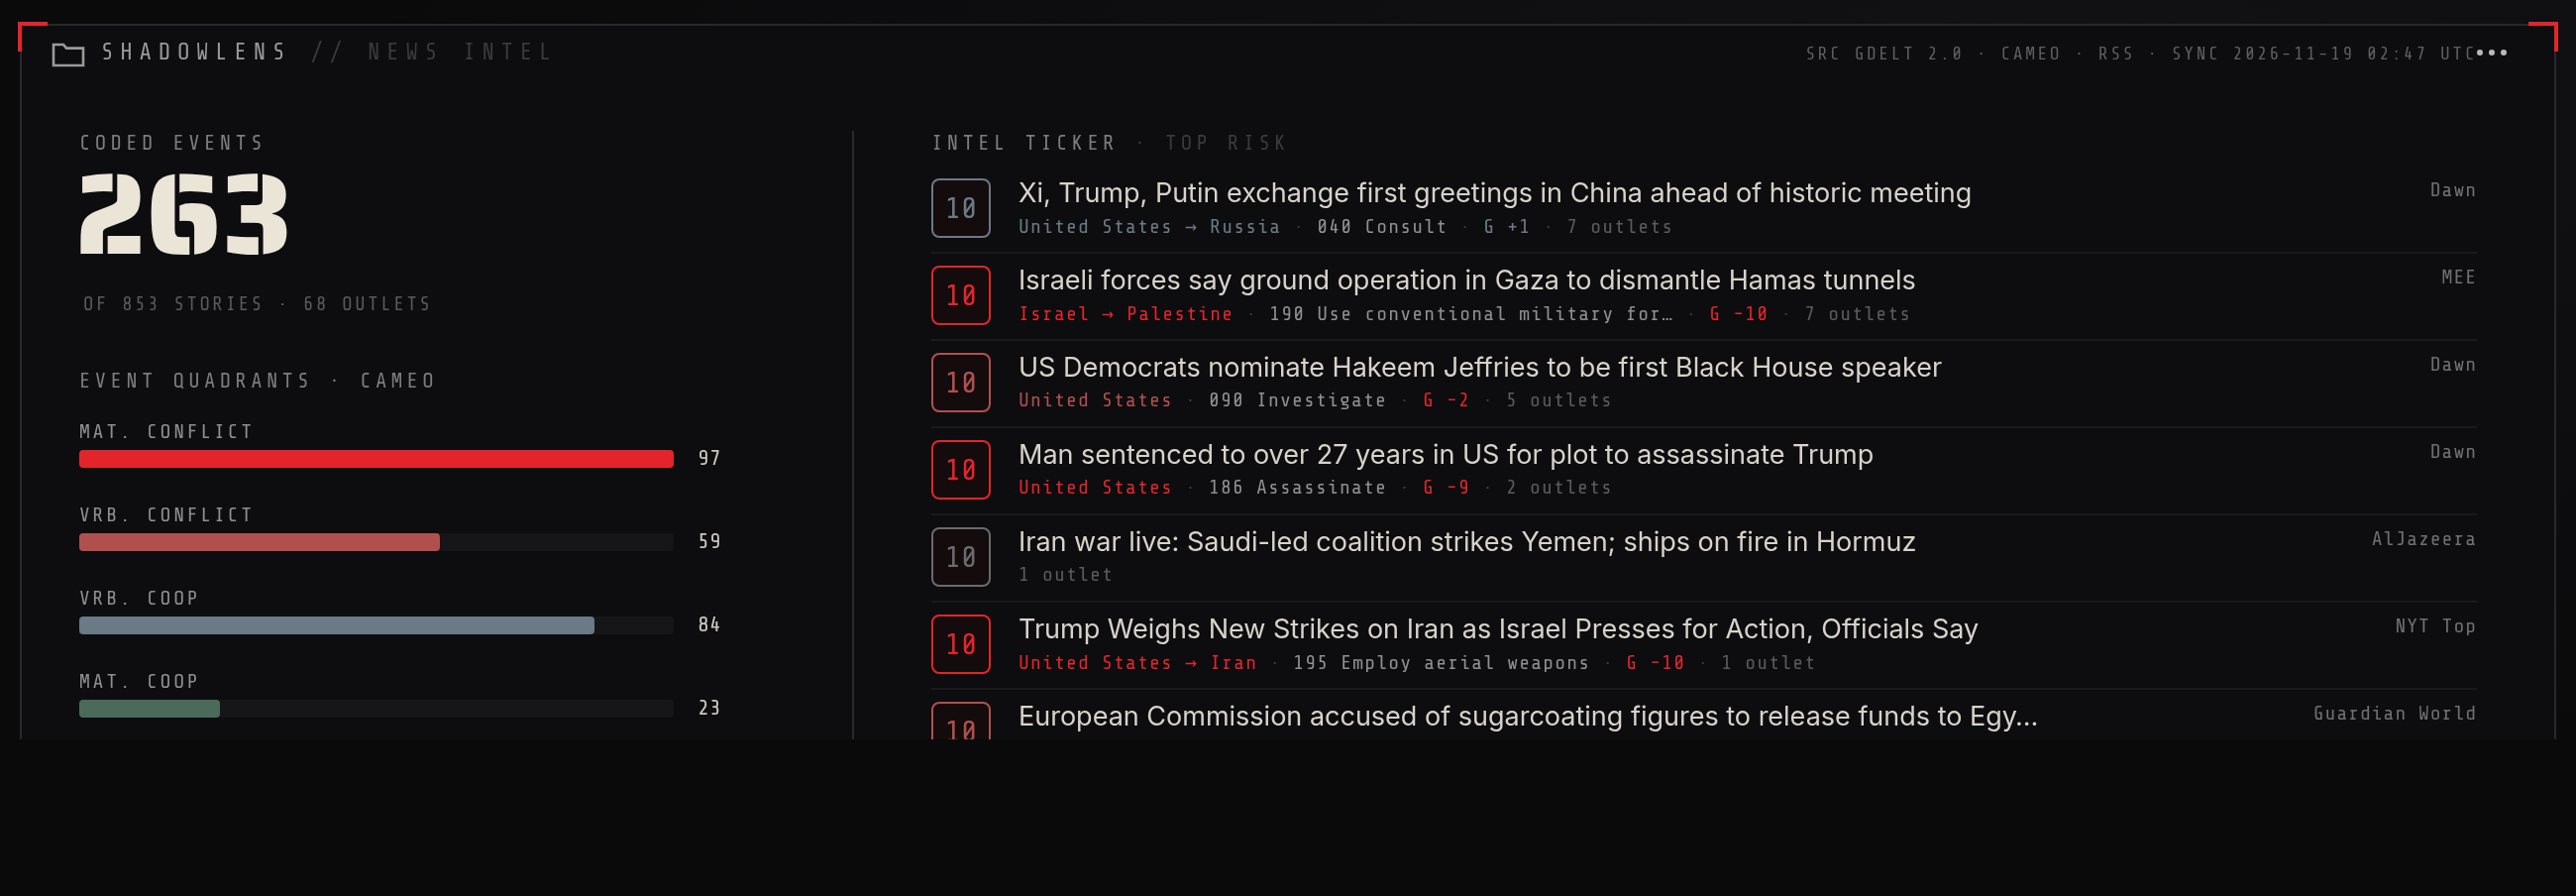 SHADOWLENS // NEWS INTEL
SRC GDELT 2.0 · CAMEO · RSS · SYNC 2026-11-19 02:47 UTC
CODED EVENTS
263
OF 853 STORIES · 68 OUTLETS
EVENT QUADRANTS · CAMEO
MAT. CONFLICT
97
VRB. CONFLICT
59
VRB. COOP
84
MAT. COOP
23
INTEL TICKER · TOP RISK
10 Xi, Trump, Putin exchange first greetings in China ahead of historic meeting Dawn
United States → Russia · 040 Consult · G +1 · 7 outlets
10 Israeli forces say ground operation in Gaza to dismantle Hamas tunnels MEE
Israel → Palestine · 190 Use conventional military for… · G -10 · 7 outlets
10 US Democrats nominate Hakeem Jeffries to be first Black House speaker Dawn
United States · 090 Investigate · G -2 · 5 outlets
10 Man sentenced to over 27 years in US for plot to assassinate Trump Dawn
United States · 186 Assassinate · G -9 · 2 outlets
10 Iran war live: Saudi-led coalition strikes Yemen; ships on fire in Hormuz AlJazeera
1 outlet
10 Trump Weighs New Strikes on Iran as Israel Presses for Action, Officials Say NYT Top
United States → Iran · 195 Employ aerial weapons · G -10 · 1 outlet
10 European Commission accused of sugarcoating figures to release funds to Egy... Guardian World